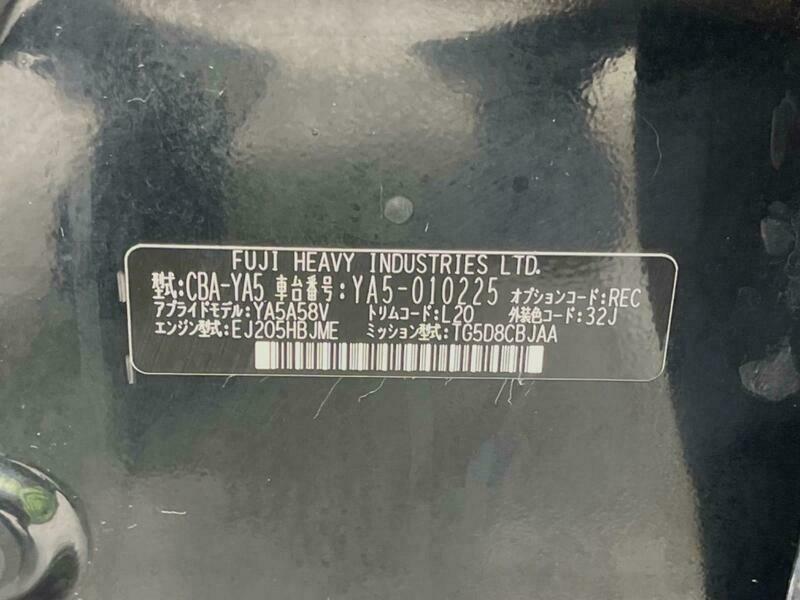 FUJI HEAVY INDUSTRIES LTD.
型式:CBA-YA5 車台番号:YA5-010225 オプションコード:REC
アプライドモデル:YA5A58V トリムコード:L20 外装色コード:32J
エンジン型式:EJ205HBJME ミッション型式:TG5D8CBJAA